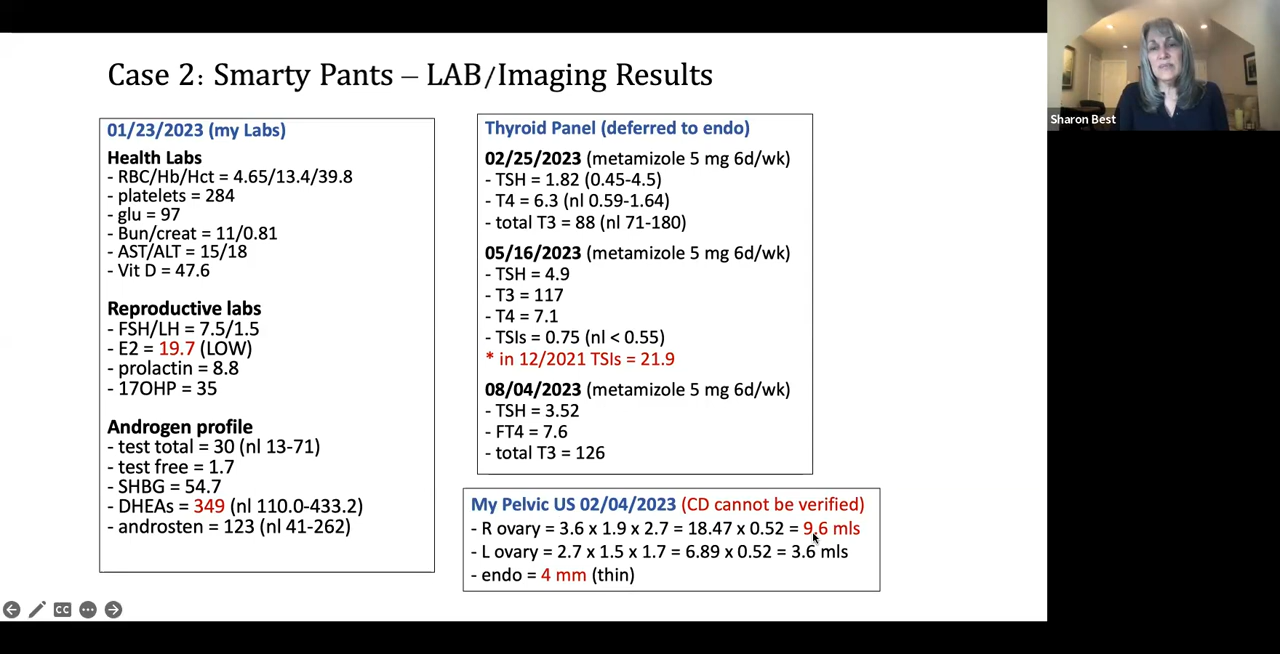 Case 2: Smarty Pants – LAB/Imaging Results
01/23/2023 (my Labs)
Health Labs
- RBC/Hb/Hct = 4.65/13.4/39.8
- platelets = 284
- glu = 97
- Bun/creat = 11/0.81
- AST/ALT = 15/18
- Vit D = 47.6
Reproductive labs
- FSH/LH = 7.5/1.5
- E2 = 19.7 (LOW)
- prolactin = 8.8
- 17OHP = 35
Androgen profile
- test total = 30 (nl 13-71)
- test free = 1.7
- SHBG = 54.7
- DHEAs = 349 (nl 110.0-433.2)
- androsten = 123 (nl 41-262)
Thyroid Panel (deferred to endo)
02/25/2023 (metamizole 5 mg 6d/wk)
- TSH = 1.82 (0.45-4.5)
- T4 = 6.3 (nl 0.59-1.64)
- total T3 = 88 (nl 71-180)
05/16/2023 (metamizole 5 mg 6d/wk)
- TSH = 4.9
- T3 = 117
- T4 = 7.1
- TSIs = 0.75 (nl < 0.55)
* in 12/2021 TSIs = 21.9
08/04/2023 (metamizole 5 mg 6d/wk)
- TSH = 3.52
- FT4 = 7.6
- total T3 = 126
My Pelvic US 02/04/2023 (CD cannot be verified)
- R ovary = 3.6 x 1.9 x 2.7 = 18.47 x 0.52 = 9.6 mls
- L ovary = 2.7 x 1.5 x 1.7 = 6.89 x 0.52 = 3.6 mls
- endo = 4 mm (thin)
Sharon Best
CC